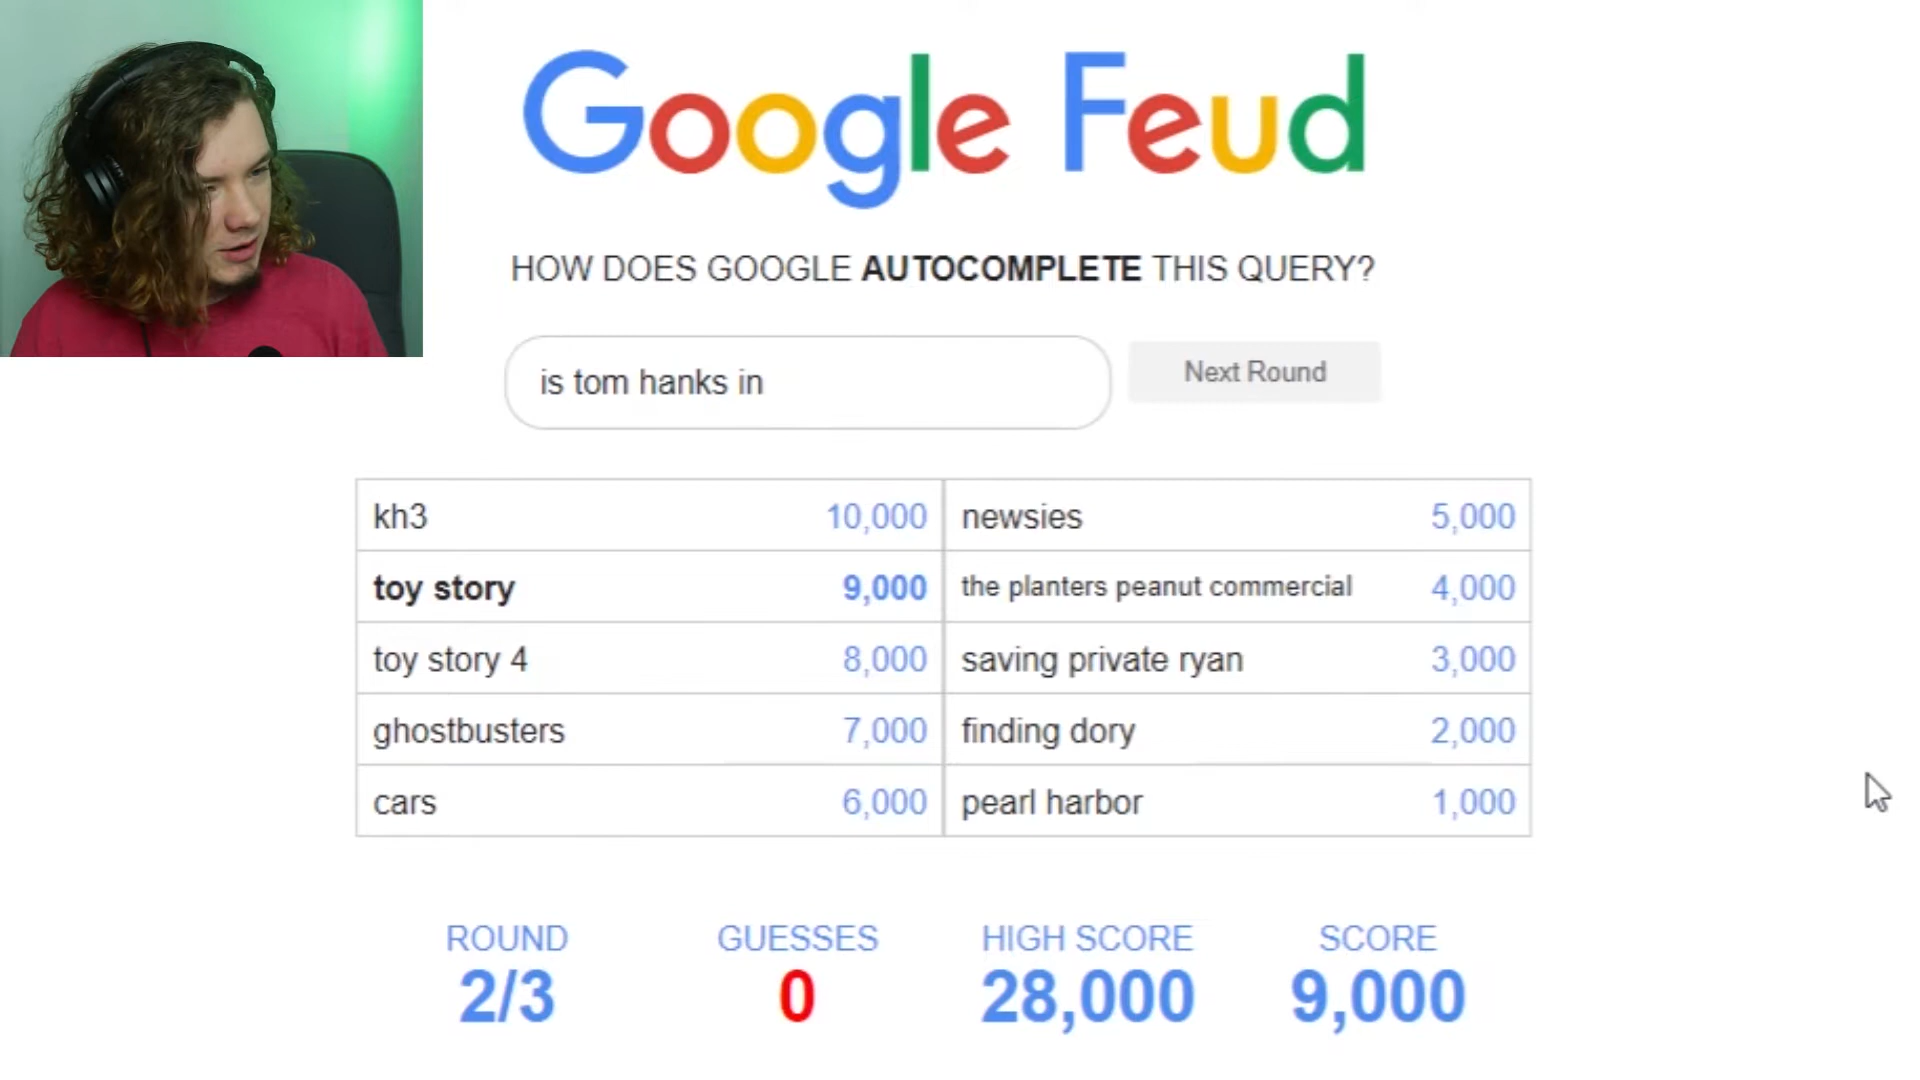 Google Feud
HOW DOES GOOGLE AUTOCOMPLETE THIS QUERY?
is tom hanks in
Next Round
kh3 10,000 newsies 5,000
toy story 9,000 the planters peanut commercial 4,000
toy story 4 8,000 saving private ryan 3,000
ghostbusters 7,000 finding dory 2,000
cars 6,000 pearl harbor 1,000
ROUND GUESSES HIGH SCORE SCORE
2/3 0 28,000 9,000